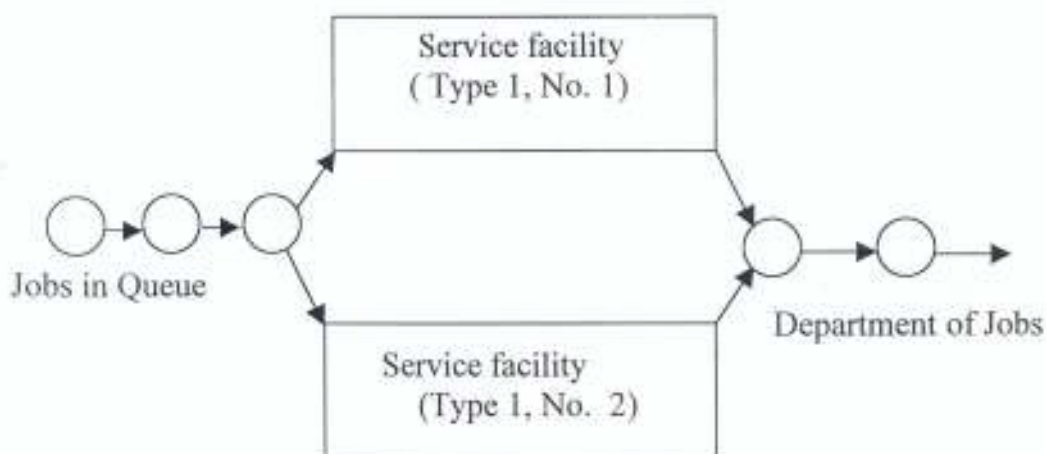 Service facility
( Type 1, No. 1)
Jobs in Queue
Department of Jobs
Service facility
(Type 1, No. 2)